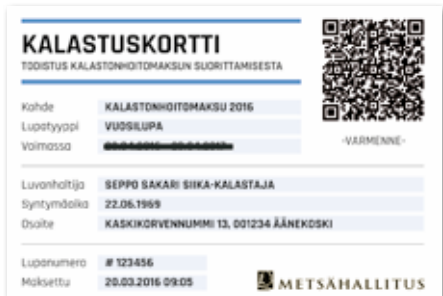 KALASTUSKORTTI
TODISTUS KALASTONHOITOMAKSUN SUORITTAMISESTA
Kohde KALASTONHOITOMAKSU 2016
Lupatyyppi VUOSILUPA
Voimassa
-VARMENNE-
Luvanhaltija SEPPO SAKARI SIIKA-KALASTAJA
Syntymäaika 22.06.1969
Osoite KASKIKORVENNUMMI 13, 001234 ÄÄNEKOSKI
Lupanumero # 123456
Maksettu 20.03.2016 09:05
METSÄHALLITUS